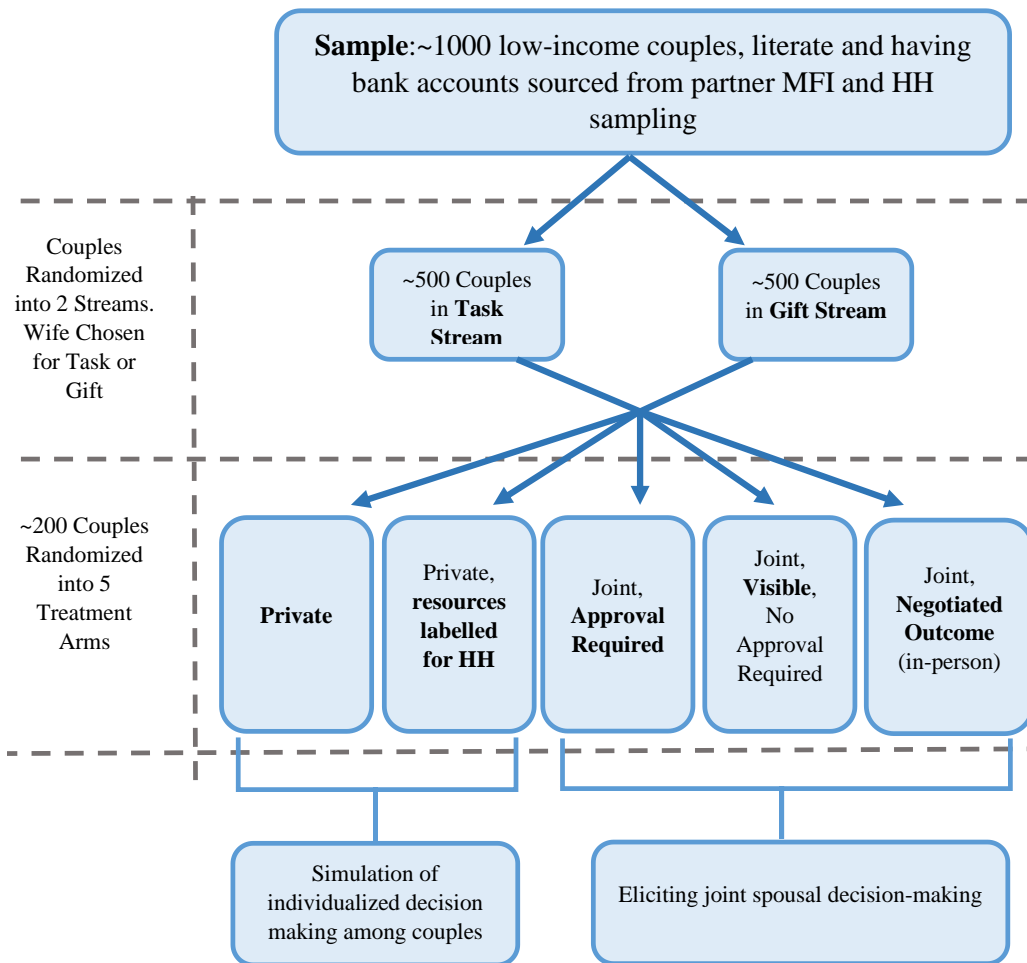 Sample:~1000 low-income couples, literate and having
bank accounts sourced from partner MFI and HH
sampling
Couples
Randomized
into 2 Streams.
Wife Chosen
for Task or
Gift
~500 Couples
in Task
Stream
~500 Couples
in Gift Stream
~200 Couples
Randomized
into 5
Treatment
Arms
Private
Private,
resources
labelled
for HH
Joint,
Approval
Required
Joint,
Visible,
No
Approval
Required
Joint,
Negotiated
Outcome
(in-person)
Simulation of
individualized decision
making among couples
Eliciting joint spousal decision-making